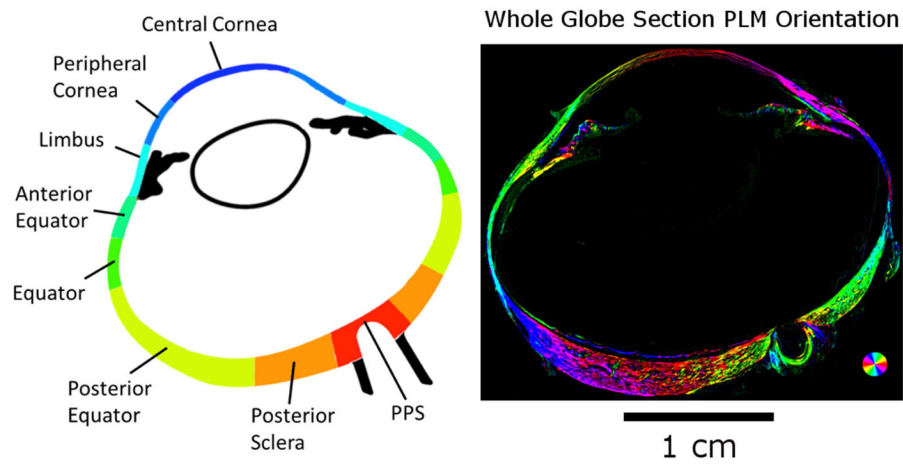 Whole Globe Section PLM Orientation
Central Cornea
Peripheral
Cornea
Limbus
Anterior
Equator
Equator
Posterior
Equator
Posterior
Sclera
PPS
1 cm